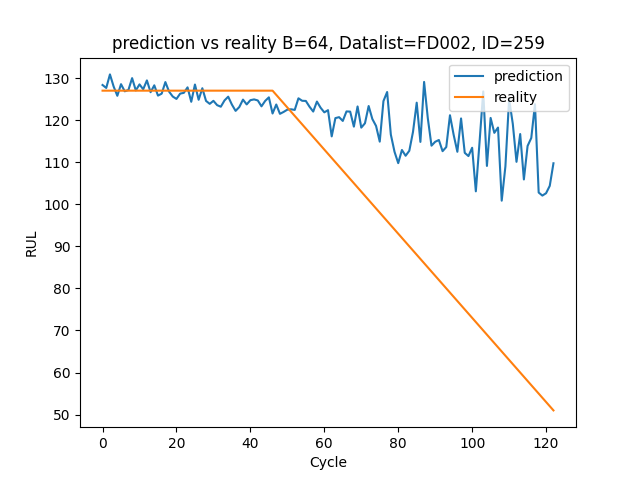 prediction vs reality B=64, Datalist=FD002, ID=259
prediction
reality
RUL
130
120
110
100
90
80
70
60
50
0 20 40 60 80 100 120
Cycle